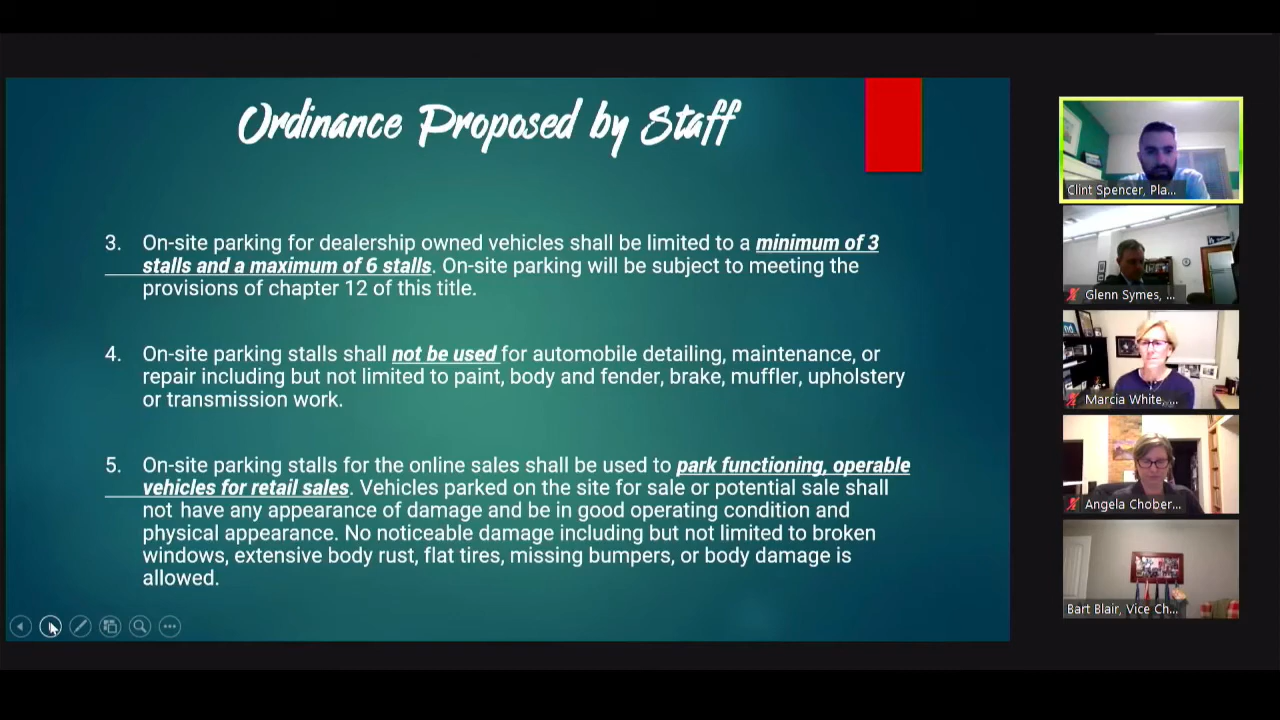 Ordinance Proposed by Staff
3. On-site parking for dealership owned vehicles shall be limited to a minimum of 3
stalls and a maximum of 6 stalls. On-site parking will be subject to meeting the
provisions of chapter 12 of this title.
4. On-site parking stalls shall not be used for automobile detailing, maintenance, or
repair including but not limited to paint, body and fender, brake, muffler, upholstery
or transmission work.
5. On-site parking stalls for the online sales shall be used to park functioning, operable
vehicles for retail sales. Vehicles parked on the site for sale or potential sale shall
not have any appearance of damage and be in good operating condition and
physical appearance. No noticeable damage including but not limited to broken
windows, extensive body rust, flat tires, missing bumpers, or body damage is
allowed.
Clint Spencer, Pla...
Glenn Symes, ...
Marcia White, ...
Angela Chober...
Bart Blair, Vice Ch...